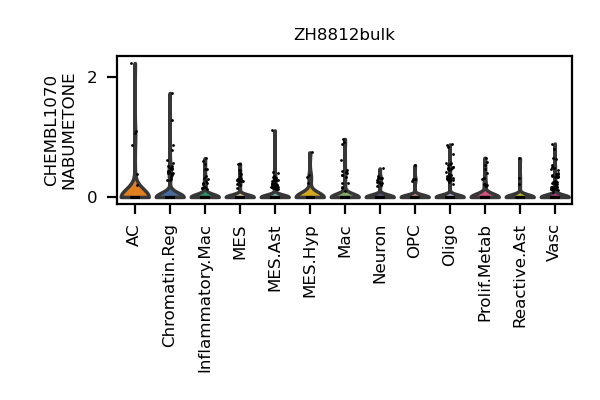 ZH8812bulk
CHEMBL1070
NABUMETONE
2
0
AC
Chromatin.Reg
Inflammatory.Mac
MES
MES.Ast
MES.Hyp
Mac
Neuron
OPC
Oligo
Prolif.Metab
Reactive.Ast
Vasc